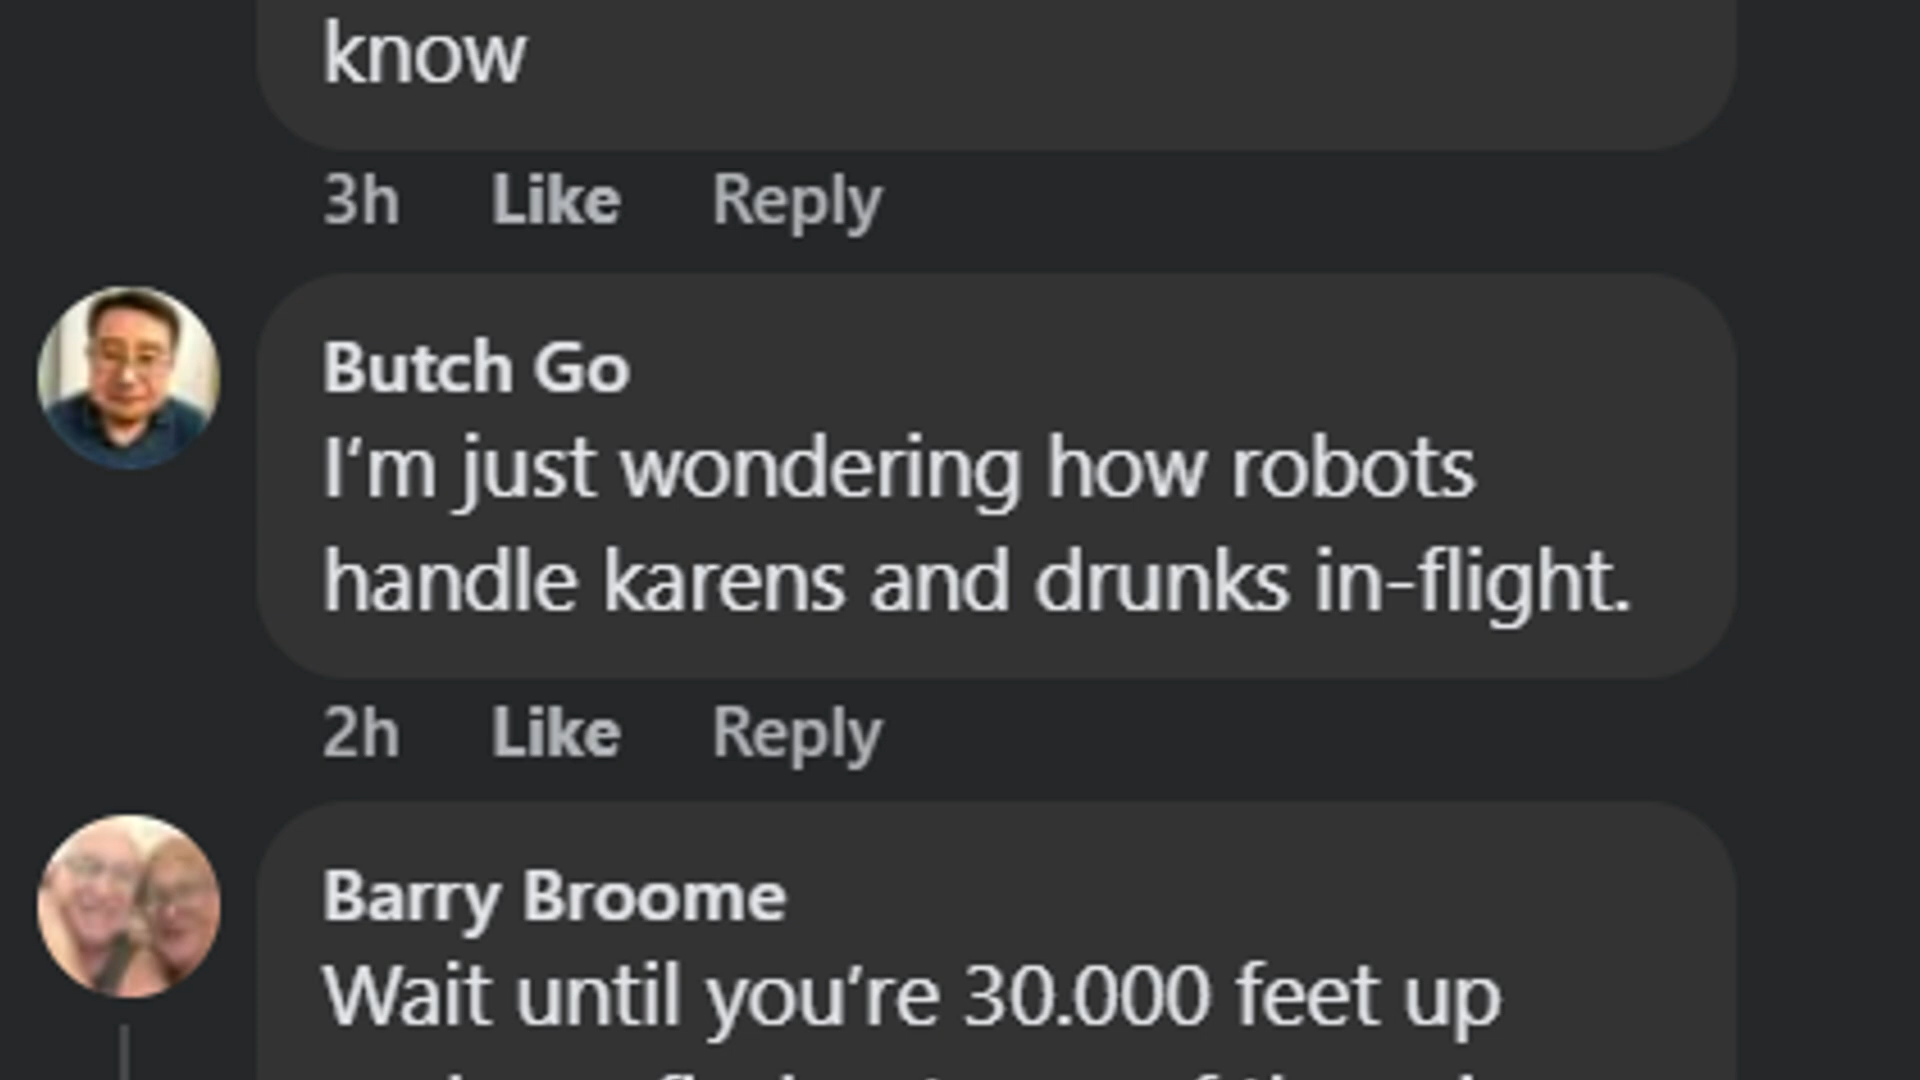 know
3h Like Reply
Butch Go
I'm just wondering how robots
handle karens and drunks in-flight.
2h Like Reply
Barry Broome
Wait until you're 30.000 feet up